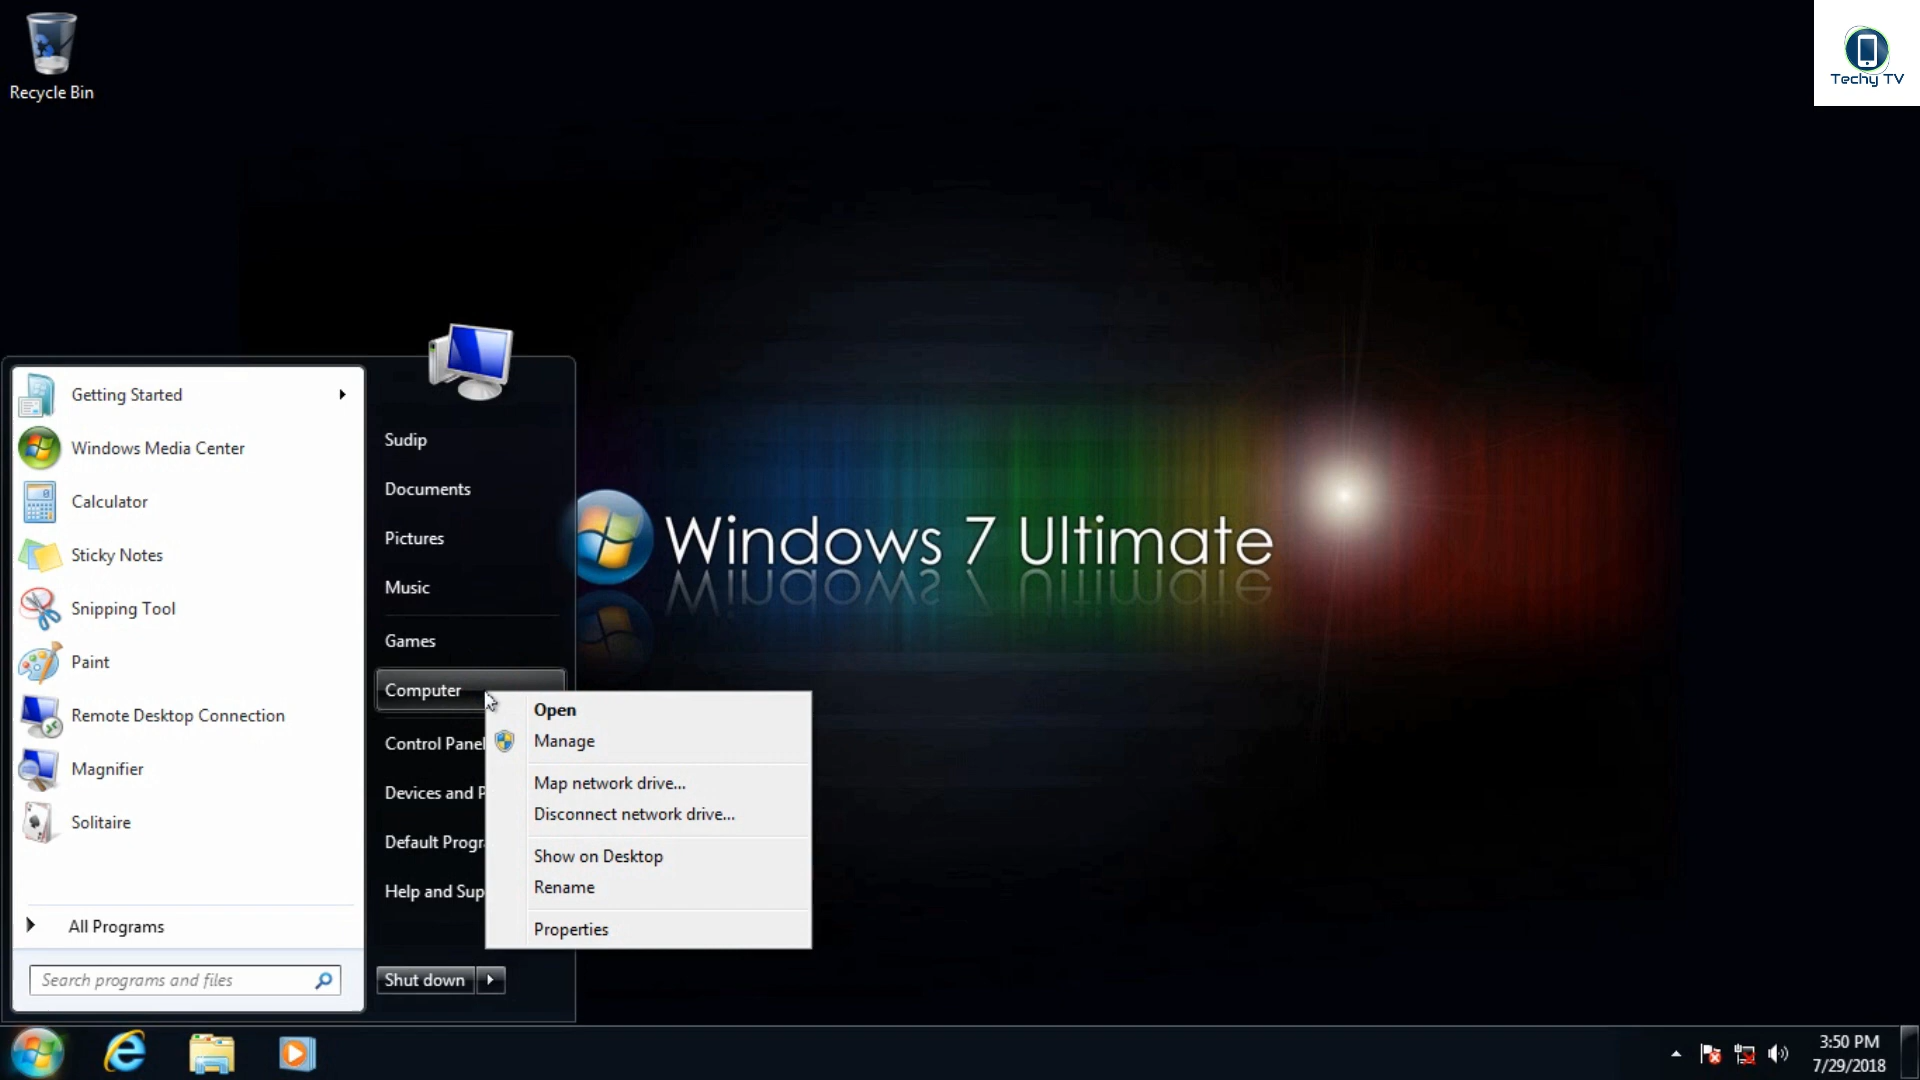 Recycle Bin
Techy TV
Getting Started
Windows Media Center
Calculator
Sticky Notes
Snipping Tool
Paint
Remote Desktop Connection
Magnifier
Solitaire
All Programs
Search programs and files
Sudip
Documents
Pictures
Music
Games
Computer
Control Panel
Devices and P
Default Progr
Help and Sup
Shut down
Open
Manage
Map network drive...
Disconnect network drive...
Show on Desktop
Rename
Properties
Windows 7 Ultimate
3:50 PM
7/29/2018